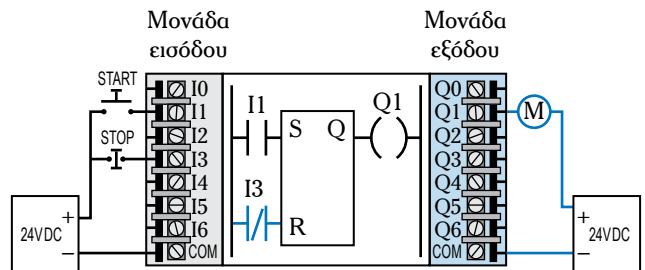 Μονάδα
εισόδου
Μονάδα
εξόδου
START
STOP
I0
I1
I2
I3
I4
I5
I6
COM
+
24VDC
−
I1
S
Q
Q1
I3
R
Q0
Q1
Q2
Q3
Q4
Q5
Q6
COM
M
+
24VDC
−